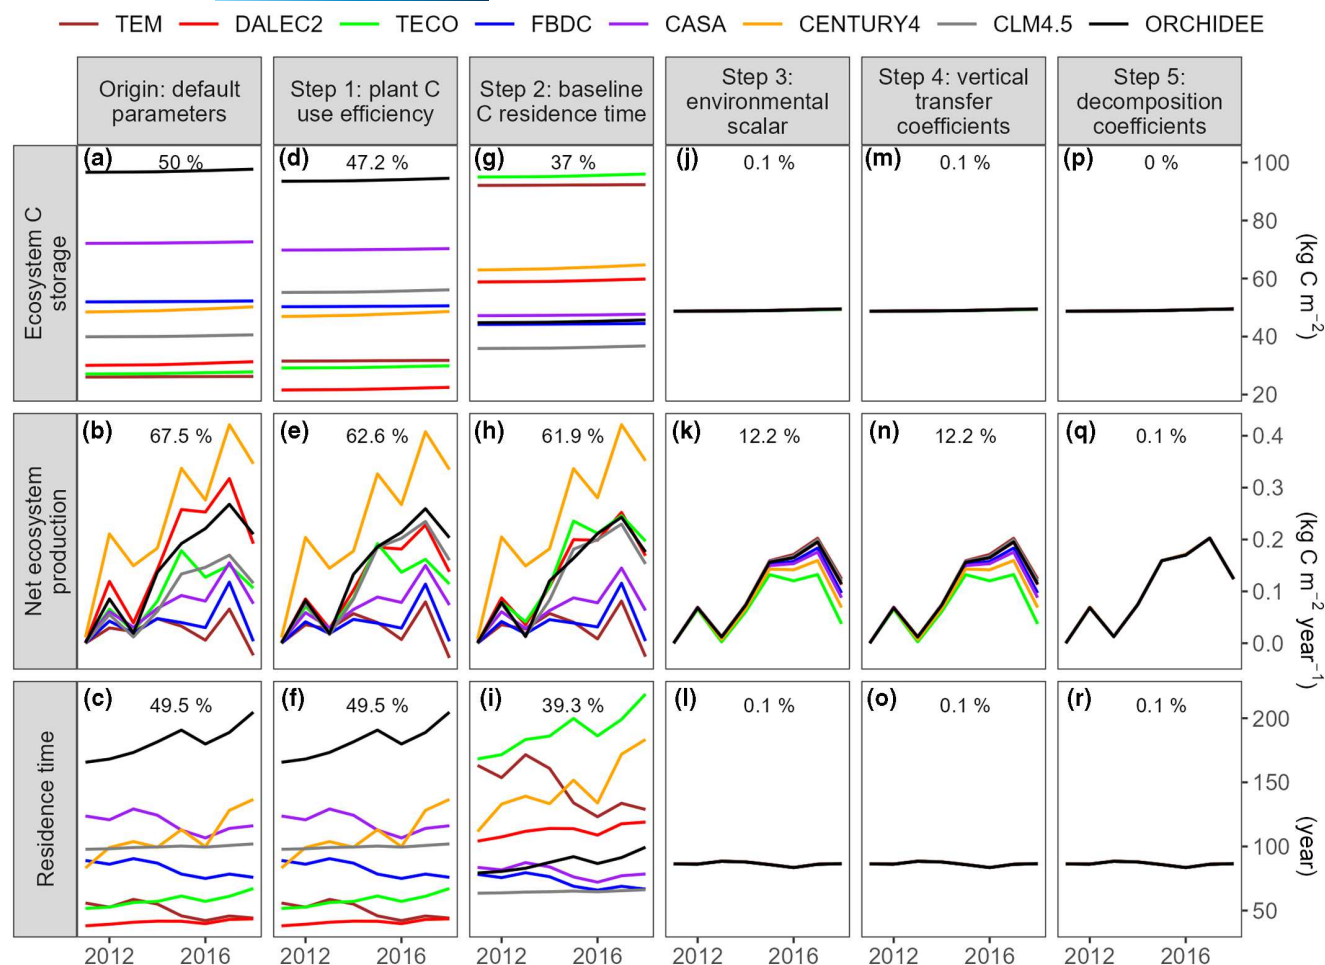 TEM DALEC2 TECO FBDC CASA CENTURY4 CLM4.5 ORCHIDEE
Origin: default
parameters
Step 1: plant C
use efficiency
Step 2: baseline
C residence time
Step 3:
environmental
scalar
Step 4: vertical
transfer
coefficients
Step 5:
decomposition
coefficients
Ecosystem C
storage
(a) 50 %
(d) 47.2 %
(g) 37 %
(j) 0.1 %
(m) 0.1 %
(p) 0 %
100
80
60
40
20
(kg C m⁻²)
Net ecosystem
production
(b) 67.5 %
(e) 62.6 %
(h) 61.9 %
(k) 12.2 %
(n) 12.2 %
(q) 0.1 %
0.4
0.3
0.2
0.1
0.0
(kg C m⁻² year⁻¹)
Residence time
(c) 49.5 %
(f) 49.5 %
(i) 39.3 %
(l) 0.1 %
(o) 0.1 %
(r) 0.1 %
200
150
100
50
(year)
2012 2016 2012 2016 2012 2016 2012 2016 2012 2016 2012 2016